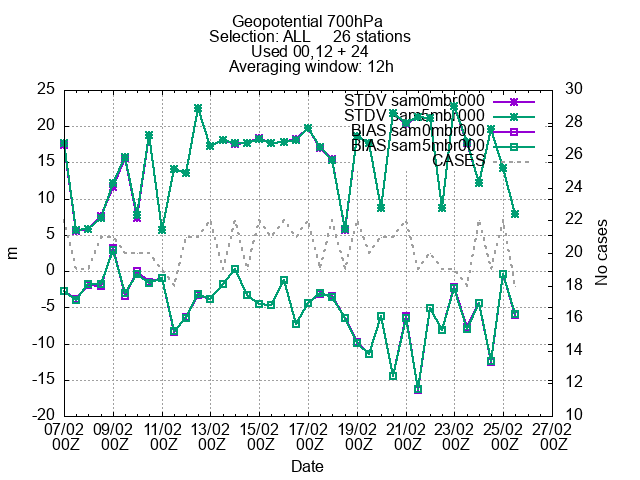 Geopotential 700hPa
Selection: ALL 26 stations
Used 00,12 + 24
Averaging window: 12h
STDV sam0mbr000
STDV sam5mbr000
BIAS sam0mbr000
BIAS sam5mbr000
CASES
25
20
15
10
5
0
-5
-10
-15
-20
m
30
28
26
24
22
20
18
16
14
12
10
No cases
07/02 09/02 11/02 13/02 15/02 17/02 19/02 21/02 23/02 25/02 27/02
00Z 00Z 00Z 00Z 00Z 00Z 00Z 00Z 00Z 00Z 00Z
Date